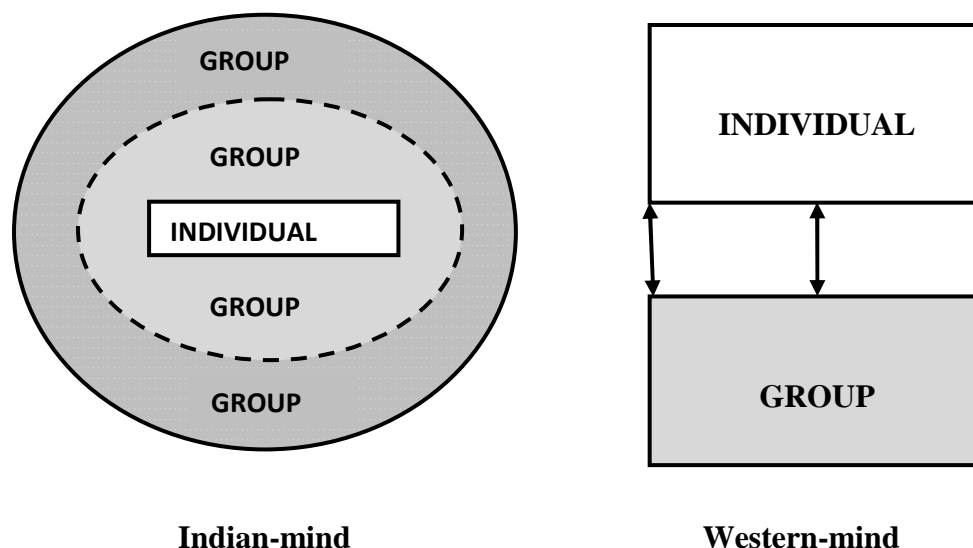 GROUP
GROUP
INDIVIDUAL
GROUP
GROUP
INDIVIDUAL
GROUP
Indian-mind
Western-mind